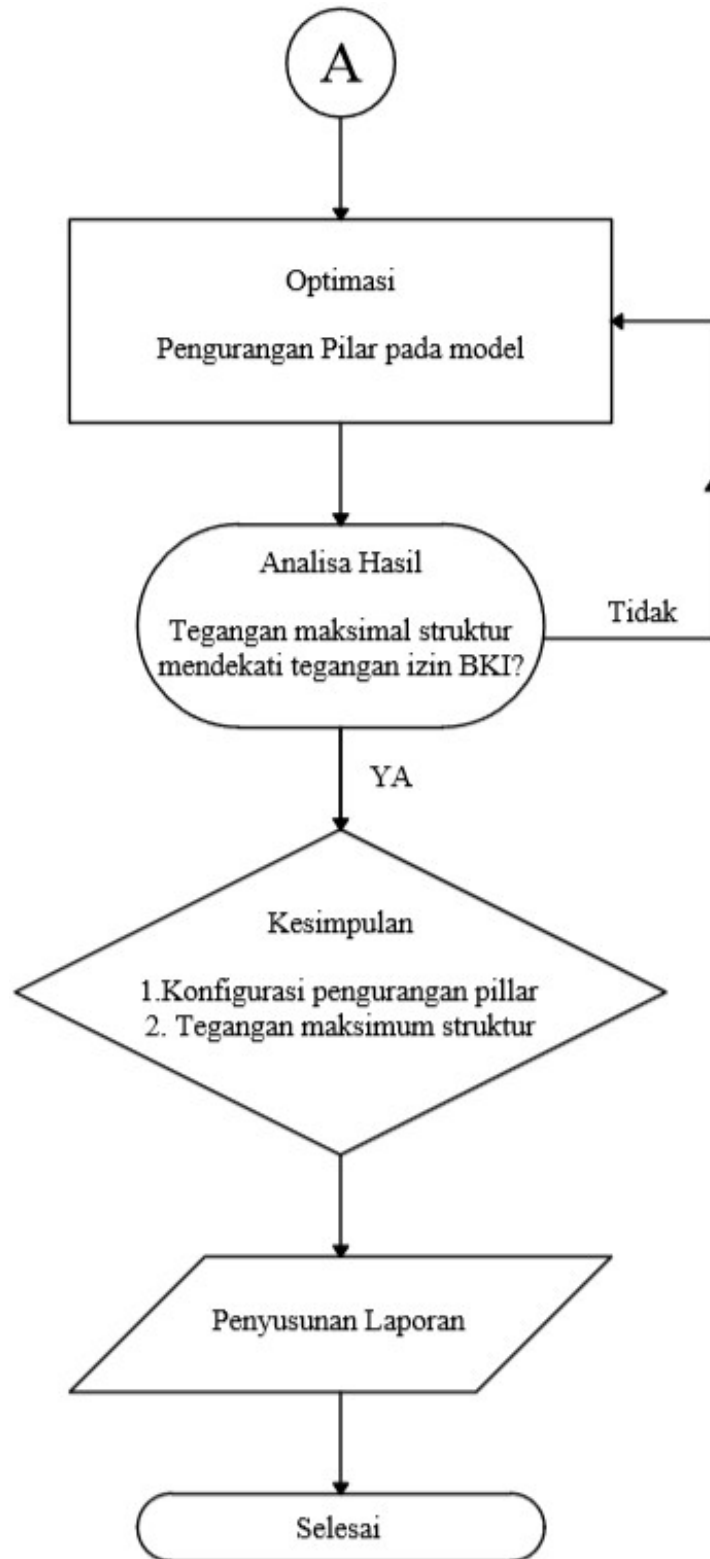 A
Optimasi
Pengurangan Pilar pada model
Analisa Hasil
Tegangan maksimal struktur
mendekati tegangan izin BKI?
Tidak
YA
Kesimpulan
1.Konfigurasi pengurangan pillar
2. Tegangan maksimum struktur
Penyusunan Laporan
Selesai